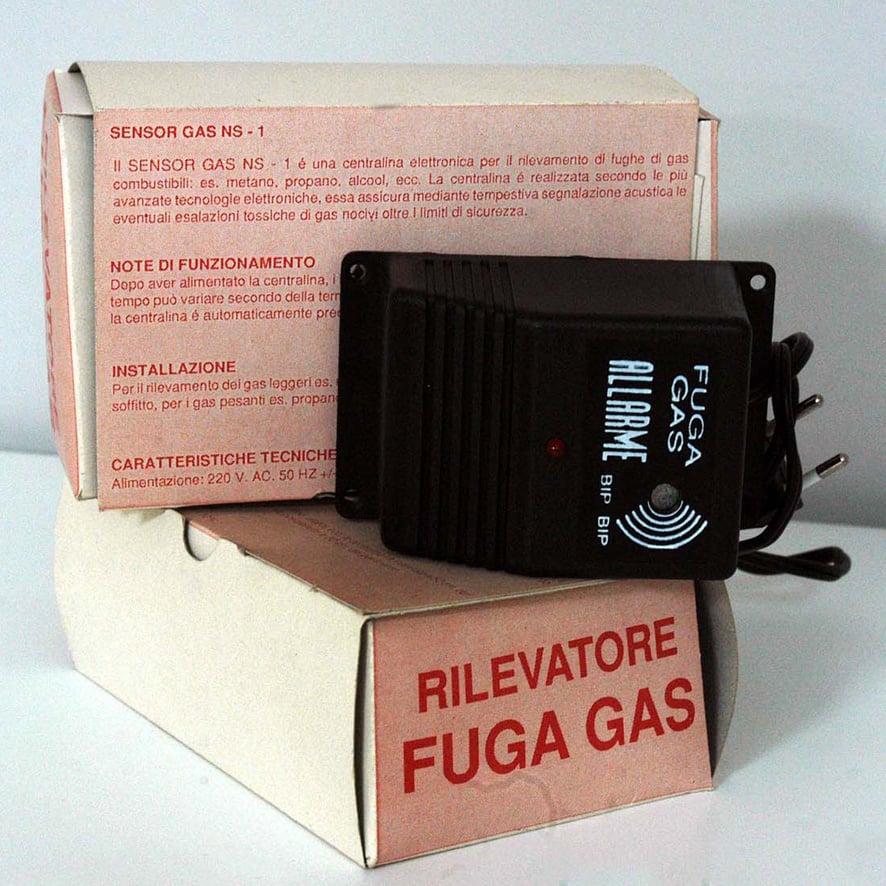 SENSOR GAS NS - 1
Il SENSOR GAS NS - 1 é una centralina elettronica per il rilevamento di fughe di gas
combustibili: es. metano, propano, alcool, ecc. La centralina é realizzata secondo le più
avanzate tecnologie elettroniche, essa assicura mediante tempestiva segnalazione acustica le
eventuali esalazioni tossiche di gas nocivi oltre i limiti di sicurezza.
NOTE DI FUNZIONAMENTO
Dopo aver alimentato la centralina,
tempo può variare secondo della
la centralina é automaticamente
INSTALLAZIONE
Per il rilevamento dei gas leggeri es.
soffitto, per i gas pesanti es.
CARATTERISTICHE TECNICHE
Alimentazione: 220 V. AC. 50 HZ +/-
FUGA
GAS
ALLARME
BIP BIP
RILEVATORE
FUGA GAS